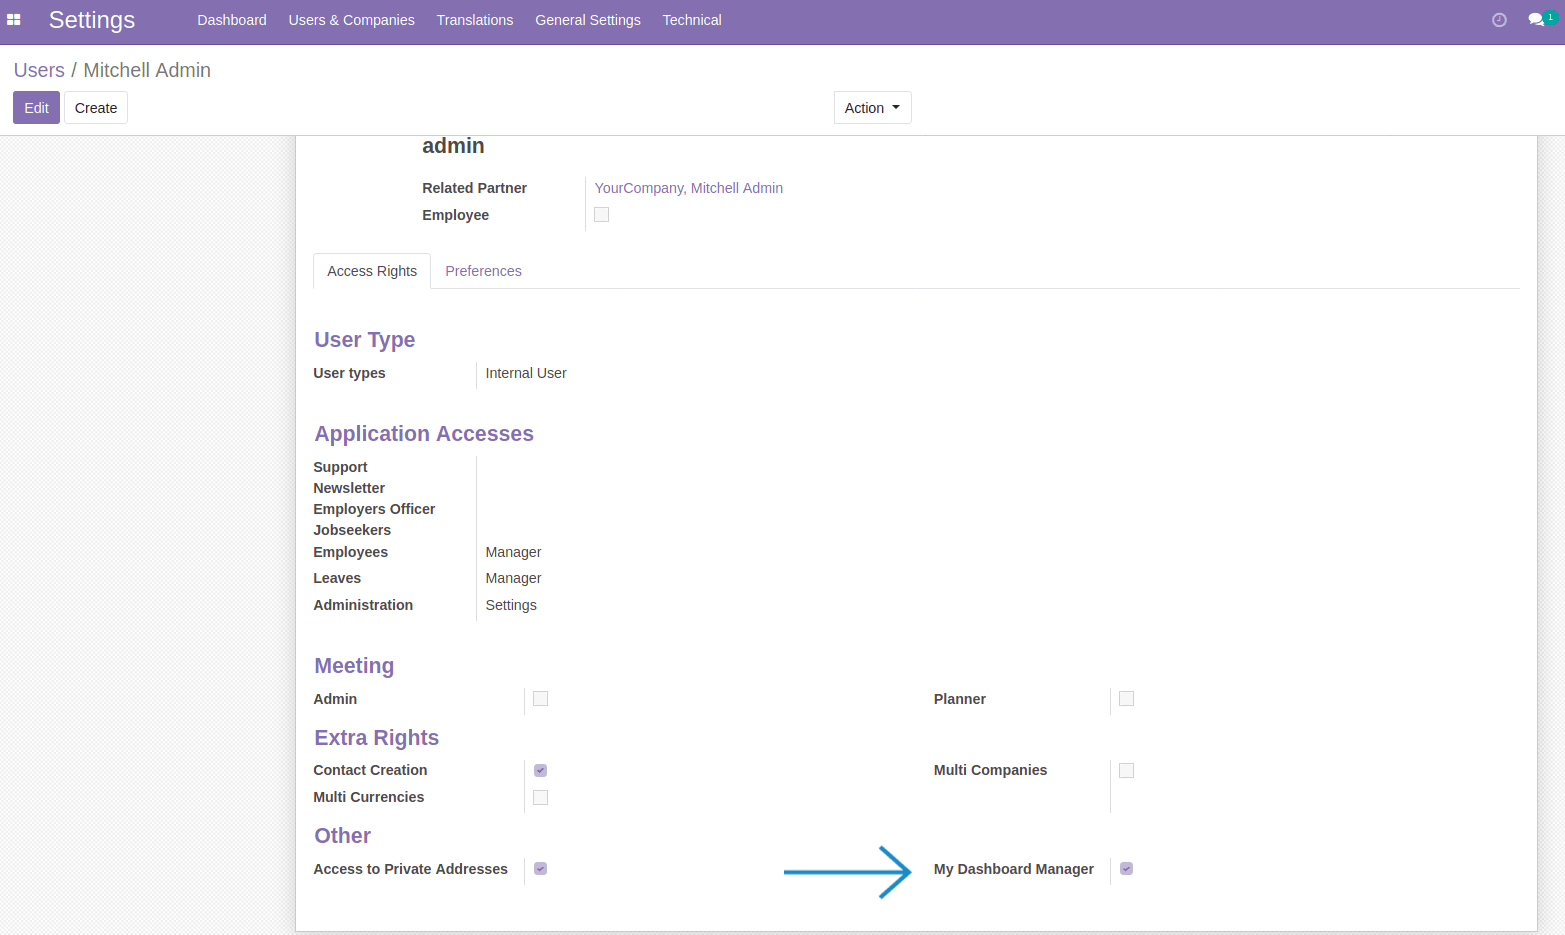 Settings Dashboard Users & Companies Translations General Settings Technical 1
Users / Mitchell Admin
Edit Create Action
admin
Related Partner YourCompany, Mitchell Admin
Employee
Access Rights Preferences
User Type
User types Internal User
Application Accesses
Support
Newsletter
Employers Officer
Jobseekers
Employees Manager
Leaves Manager
Administration Settings
Meeting
Admin Planner
Extra Rights
Contact Creation Multi Companies
Multi Currencies
Other
Access to Private Addresses My Dashboard Manager